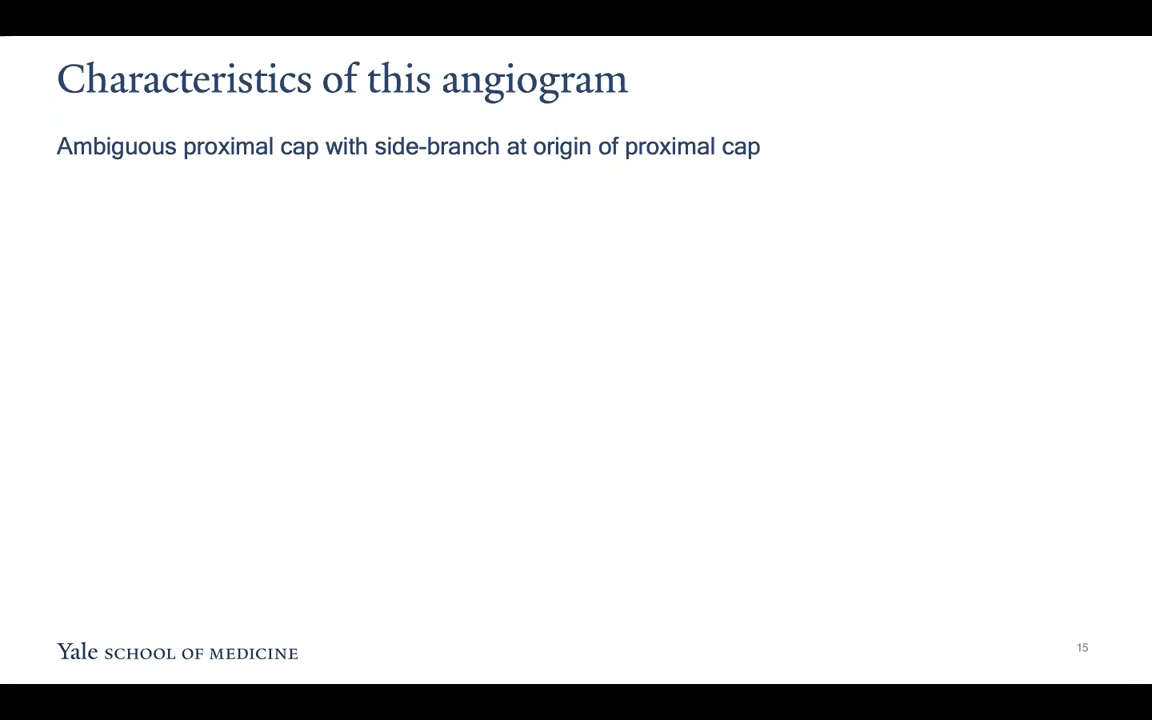 Characteristics of this angiogram
Ambiguous proximal cap with side-branch at origin of proximal cap
Yale SCHOOL OF MEDICINE
15